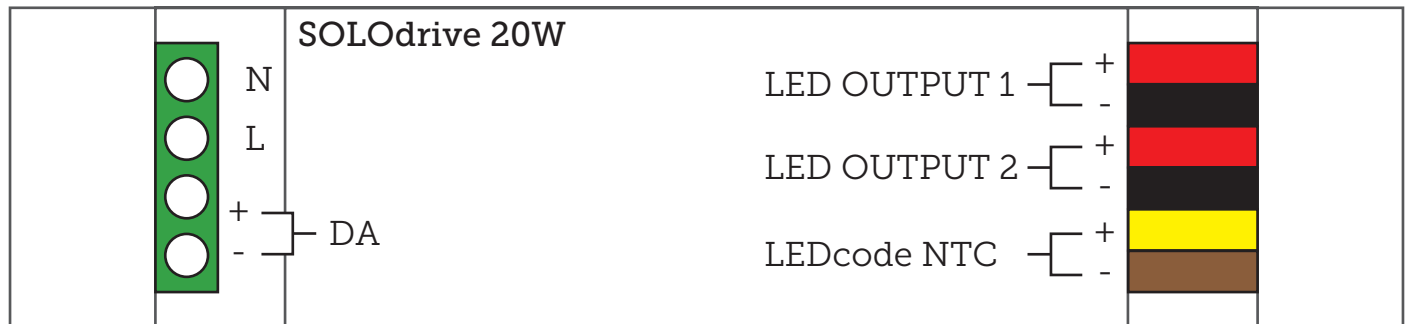 SOLOdrive 20W
N
L
+
-
DA
LED OUTPUT 1
+
-
LED OUTPUT 2
+
-
LEDcode NTC
+
-